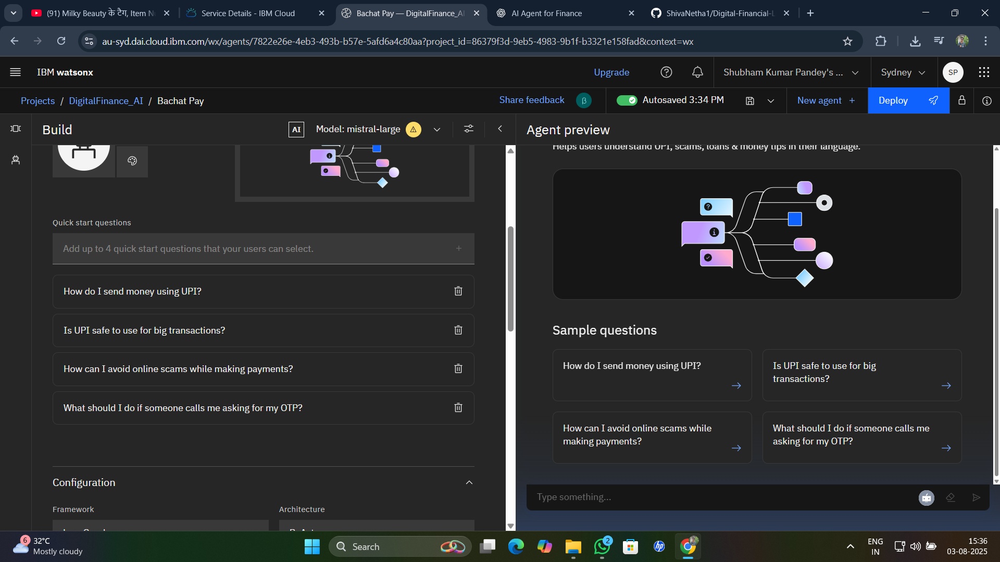 (91) Milky Beauty के टैग, Item N
Service Details - IBM Cloud
Bachat Pay — DigitalFinance_AI
AI Agent for Finance
ShivaNetha1/Digital-Financial-L
au-syd.dai.cloud.ibm.com/wx/agents/7822e26e-4eb3-493b-b57e-5afd6a4c80aa?project_id=86379f3d-9eb5-4983-9b1f-b3321e158fad&context=wx
IBM watsonx
Upgrade
Shubham Kumar Pandey's ...
Sydney
SP
Projects / DigitalFinance_AI / Bachat Pay
Share feedback
β
Autosaved 3:34 PM
New agent +
Deploy
Build
AI
Model: mistral-large
Agent preview
Helps users understand UPI, scams, loans & money tips in their language.
Quick start questions
Add up to 4 quick start questions that your users can select.
How do I send money using UPI?
Is UPI safe to use for big transactions?
How can I avoid online scams while making payments?
What should I do if someone calls me asking for my OTP?
Configuration
Framework
Architecture
Sample questions
How do I send money using UPI?
Is UPI safe to use for big
transactions?
How can I avoid online scams while
making payments?
What should I do if someone calls me
asking for my OTP?
Type something...
6
32°C
Mostly cloudy
Search
2
hp
ENG
IN
15:36
03-08-2025